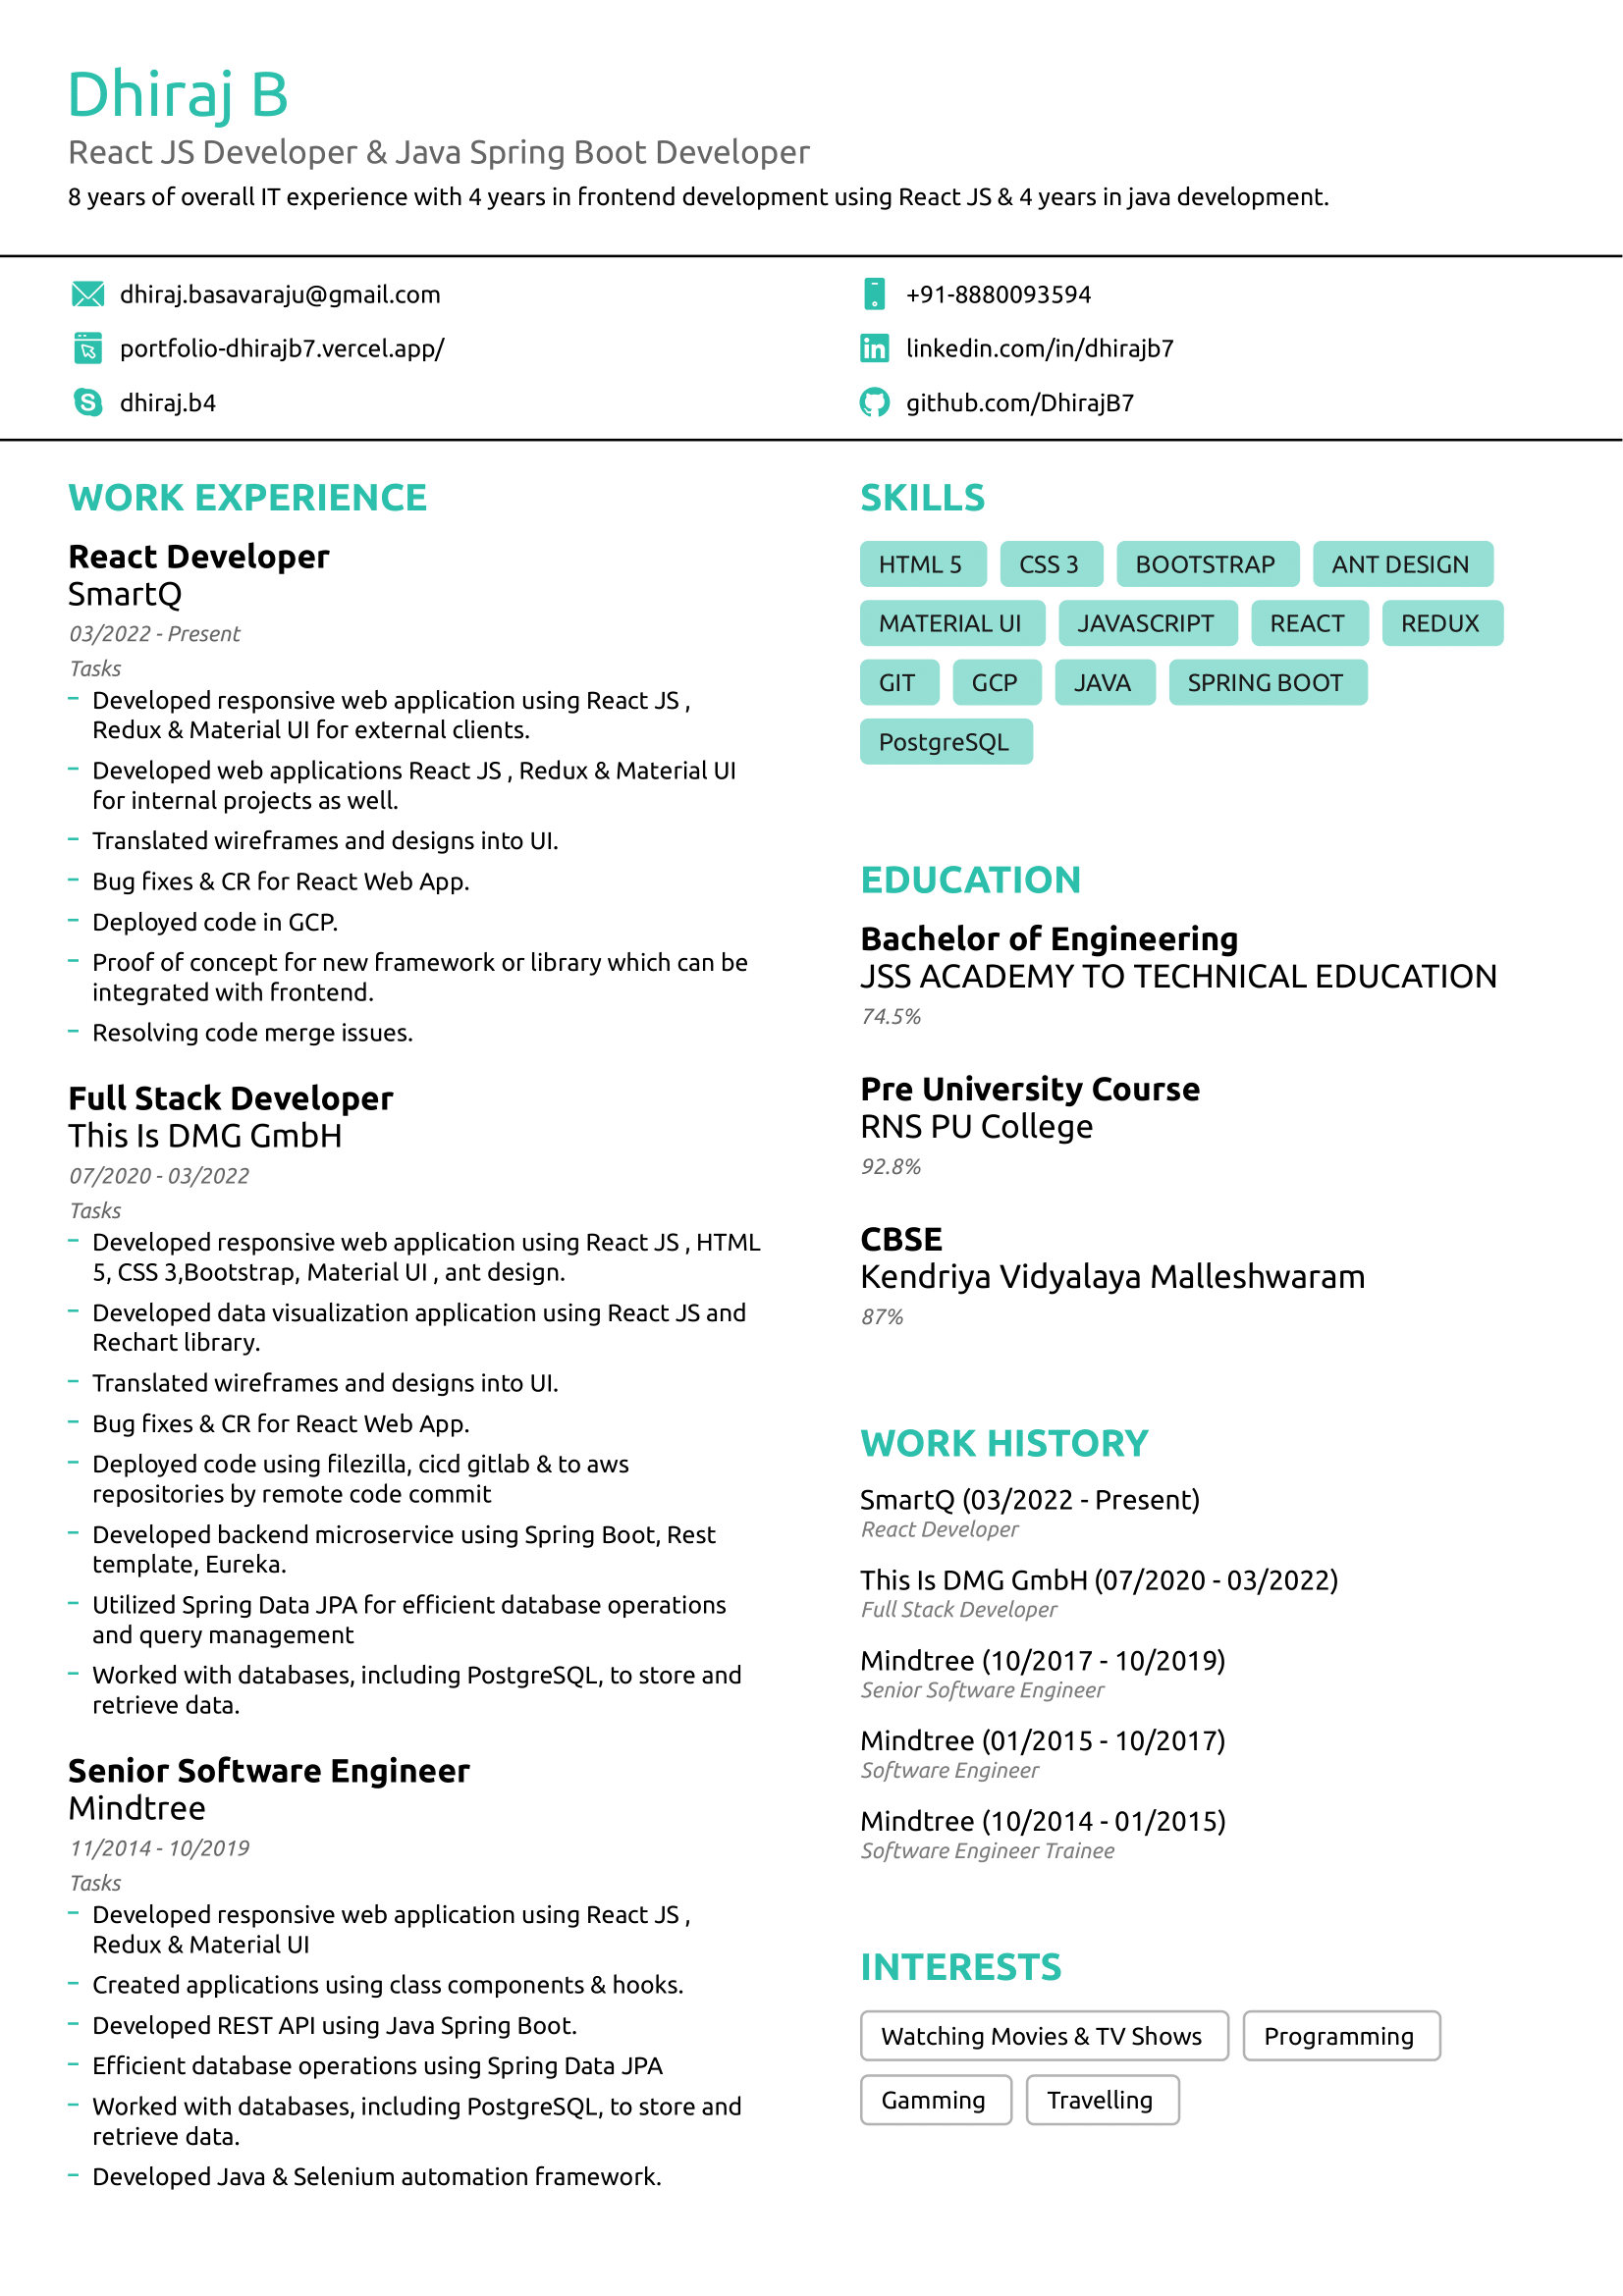 Dhiraj B
React JS Developer & Java Spring Boot Developer
8 years of overall IT experience with 4 years in frontend development using React JS & 4 years in java development.
dhiraj.basavaraju@gmail.com
+91-8880093594
portfolio-dhirajb7.vercel.app/
linkedin.com/in/dhirajb7
dhiraj.b4
github.com/DhirajB7
WORK EXPERIENCE
React Developer
SmartQ
03/2022 - Present
Tasks
Developed responsive web application using React JS ,
Redux & Material UI for external clients.
Developed web applications React JS , Redux & Material UI
for internal projects as well.
Translated wireframes and designs into UI.
Bug fixes & CR for React Web App.
Deployed code in GCP.
Proof of concept for new framework or library which can be
integrated with frontend.
Resolving code merge issues.
Full Stack Developer
This Is DMG GmbH
07/2020 - 03/2022
Tasks
Developed responsive web application using React JS , HTML
5, CSS 3,Bootstrap, Material UI , ant design.
Developed data visualization application using React JS and
Rechart library.
Translated wireframes and designs into UI.
Bug fixes & CR for React Web App.
Deployed code using filezilla, cicd gitlab & to aws
repositories by remote code commit
Developed backend microservice using Spring Boot, Rest
template, Eureka.
Utilized Spring Data JPA for efficient database operations
and query management
Worked with databases, including PostgreSQL, to store and
retrieve data.
Senior Software Engineer
Mindtree
11/2014 - 10/2019
Tasks
Developed responsive web application using React JS ,
Redux & Material UI
Created applications using class components & hooks.
Developed REST API using Java Spring Boot.
Efficient database operations using Spring Data JPA
Worked with databases, including PostgreSQL, to store and
retrieve data.
Developed Java & Selenium automation framework.
SKILLS
HTML 5 CSS 3 BOOTSTRAP ANT DESIGN
MATERIAL UI JAVASCRIPT REACT REDUX
GIT GCP JAVA SPRING BOOT
PostgreSQL
EDUCATION
Bachelor of Engineering
JSS ACADEMY TO TECHNICAL EDUCATION
74.5%
Pre University Course
RNS PU College
92.8%
CBSE
Kendriya Vidyalaya Malleshwaram
87%
WORK HISTORY
SmartQ (03/2022 - Present)
React Developer
This Is DMG GmbH (07/2020 - 03/2022)
Full Stack Developer
Mindtree (10/2017 - 10/2019)
Senior Software Engineer
Mindtree (01/2015 - 10/2017)
Software Engineer
Mindtree (10/2014 - 01/2015)
Software Engineer Trainee
INTERESTS
Watching Movies & TV Shows Programming
Gamming Travelling